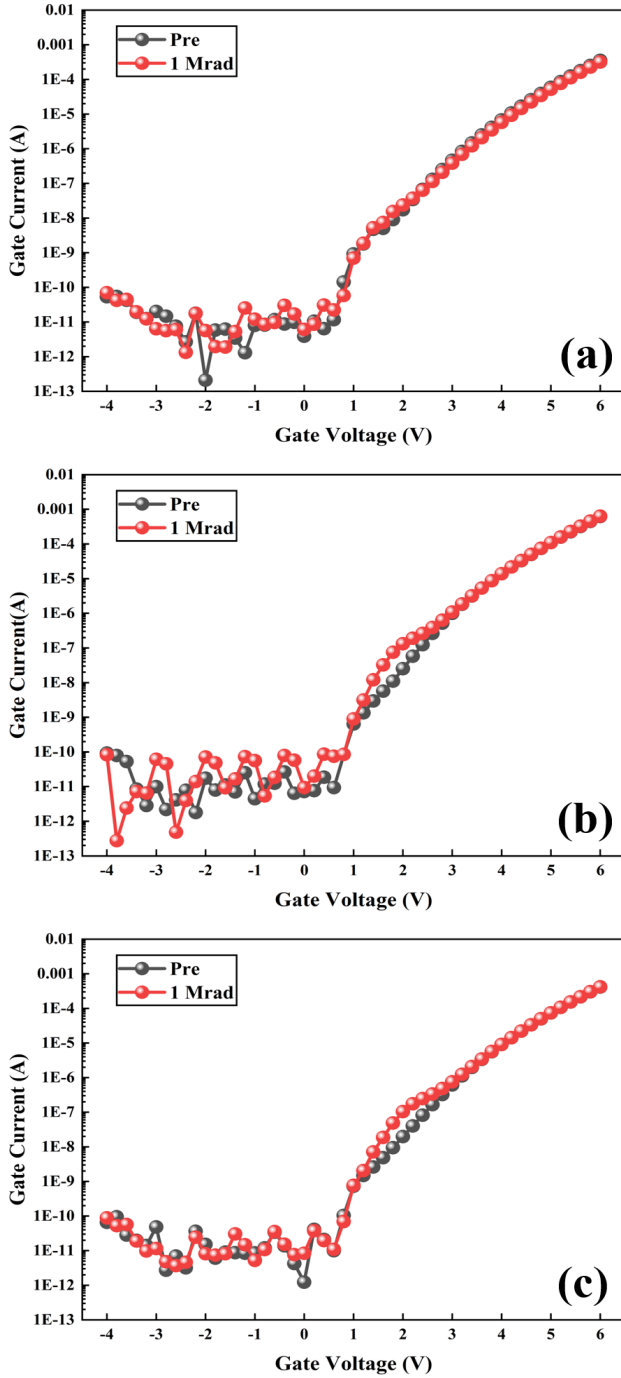 0.01
0.001
1E-4
1E-5
1E-6
1E-7
1E-8
1E-9
1E-10
1E-11
1E-12
1E-13
Gate Current (A)
Pre
1 Mrad
(a)
-4 -3 -2 -1 0 1 2 3 4 5 6
Gate Voltage (V)
0.01
0.001
1E-4
1E-5
1E-6
1E-7
1E-8
1E-9
1E-10
1E-11
1E-12
1E-13
Gate Current(A)
Pre
1 Mrad
(b)
-4 -3 -2 -1 0 1 2 3 4 5 6
Gate Voltage (V)
0.01
0.001
1E-4
1E-5
1E-6
1E-7
1E-8
1E-9
1E-10
1E-11
1E-12
1E-13
Gate Current (A)
Pre
1 Mrad
(c)
-4 -3 -2 -1 0 1 2 3 4 5 6
Gate Voltage (V)